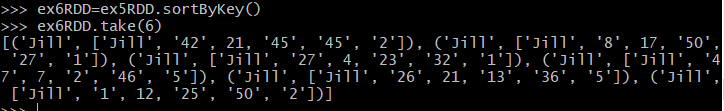 >>> ex6RDD=ex5RDD.sortByKey()
>>> ex6RDD.take(6)
[('Jill', ['Jill', '2', '42', 21, '45', '45', '2']), ('Jill', ['Jill', '8', 17, '50',
 '27', '1']), ('Jill', ['Jill', '27', 4, '23', '32', '1']), ('Jill', ['Jill', '4
7', 7, '2', '46', '5']), ('Jill', ['Jill', '26', 21, '13', '36', '5']), ('Jill',
 ['Jill', '1', 12, '25', '50', '2'])]
>>>